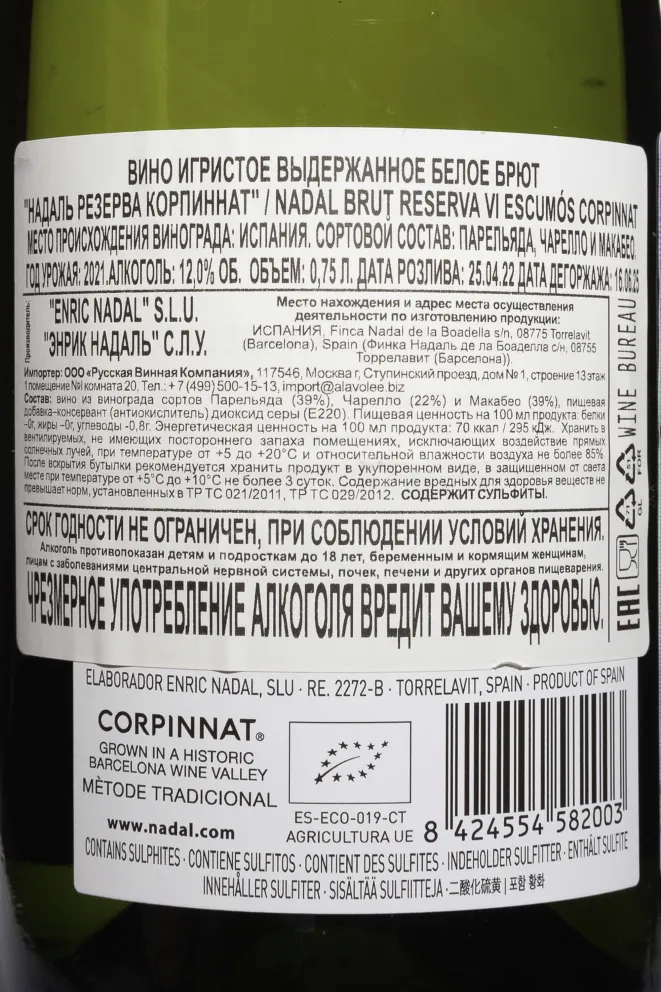 ВИНО ИГРИСТОЕ ВЫДЕРЖАННОЕ БЕЛОЕ БРЮТ
"НАДАЛЬ РЕЗЕРВА КОРПИННАТ" / NADAL BRUT RESERVA VI ESCUMÓS CORPINNAT
МЕСТО ПРОИСХОЖДЕНИЯ ВИНОГРАДА: ИСПАНИЯ. СОРТОВОЙ СОСТАВ: ПАРЕЛЬЯДА, ЧАРЕЛЛО И МАКАБЕО.
ГОД УРОЖАЯ: 2021. АЛКОГОЛЬ: 12,0% ОБ. ОБЪЕМ: 0,75 Л. ДАТА РОЗЛИВА: 25.04.22 ДАТА ДЕГОРЖАЖА: 16.06.25
Производитель:
"ENRIC NADAL" S.L.U.
"ЭНРИК НАДАЛЬ" С.Л.У.
Место нахождения и адрес места осуществления
деятельности по изготовлению продукции:
ИСПАНИЯ, Finca Nadal de la Boadella s/n, 08775 Torrelavit
(Barcelona), Spain (Финка Надаль де ла Боаделла с/н, 08755
Торрелавит (Барселона)).
Импортер: ООО «Русская Винная Компания», 117546, Москва г, Ступинский проезд, дом № 1, строение 13 этаж
1 помещение №I комната 20, Тел.: + 7 (499) 500-15-13, import@alavolee.biz
Состав: вино из винограда сортов Парельяда (39%), Чарелло (22%) и Макабео (39%), пищевая
добавка-консервант (антиокислитель) диоксид серы (Е220). Пищевая ценность на 100 мл продукта: белки
-0г, жиры -0г, углеводы -0,8г. Энергетическая ценность на 100 мл продукта: 70 ккал / 295 кДж. Хранить в
вентилируемых, не имеющих постороннего запаха помещениях, исключающих воздействие прямых
солнечных лучей, при температуре от +5 до +20°С и относительной влажности воздуха не более 85%.
После вскрытия бутылки рекомендуется хранить продукт в укупоренном виде, в защищенном от света
месте при температуре от +5°С до +10°С не более 3 суток. Содержание вредных для здоровья веществ не
превышает норм, установленных в ТР ТС 021/2011, ТР ТС 029/2012. СОДЕРЖИТ СУЛЬФИТЫ.
СРОК ГОДНОСТИ НЕ ОГРАНИЧЕН, ПРИ СОБЛЮДЕНИИ УСЛОВИЙ ХРАНЕНИЯ.
Алкоголь противопоказан детям и подросткам до 18 лет, беременным и кормящим женщинам,
лицам с заболеваниями центральной нервной системы, почек, печени и других органов пищеварения.
ЧРЕЗМЕРНОЕ УПОТРЕБЛЕНИЕ АЛКОГОЛЯ ВРЕДИТ ВАШЕМУ ЗДОРОВЬЮ.
WINE BUREAU
GL
FOR
EAC
ELABORADOR ENRIC NADAL, SLU · RE. 2272-B · TORRELAVIT, SPAIN · PRODUCT OF SPAIN
CORPINNAT®
GROWN IN A HISTORIC
BARCELONA WINE VALLEY
MÈTODE TRADICIONAL
www.nadal.com
ES-ECO-019-CT
AGRICULTURA UE
8 424554 582003
CONTAINS SULPHITES · CONTIENE SULFITOS · CONTIENT DES SULFITES · INDEHOLDER SULFITTER · ENTHÄLT SULFITE
INNEHÅLLER SULFITER · SISÄLTÄÄ SULFIITTEJA · 二酸化硫黄 | 포함 황화